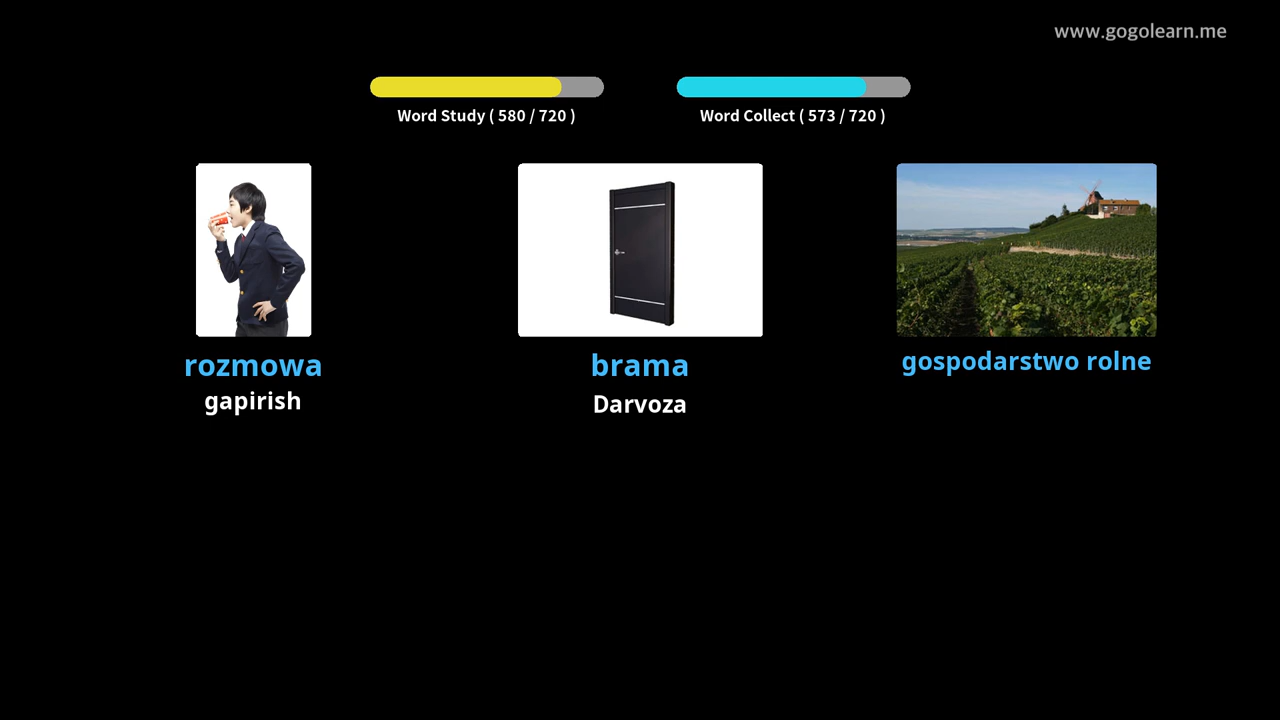 www.gogolearn.me
Word Study ( 580 / 720 )
Word Collect ( 573 / 720 )
rozmowa
gapirish
brama
Darvoza
gospodarstwo rolne